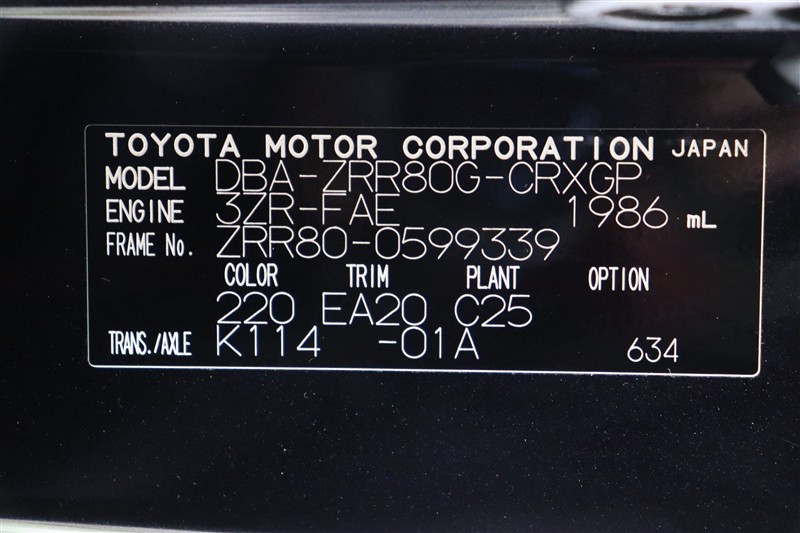 TOYOTA MOTOR CORPORATION JAPAN
MODEL DBA-ZRR80G-CRXGP
ENGINE 3ZR-FAE 1986 mL
FRAME No. ZRR80-0599339
COLOR TRIM PLANT OPTION
220 EA20 C25
TRANS./AXLE K114 -01A 634